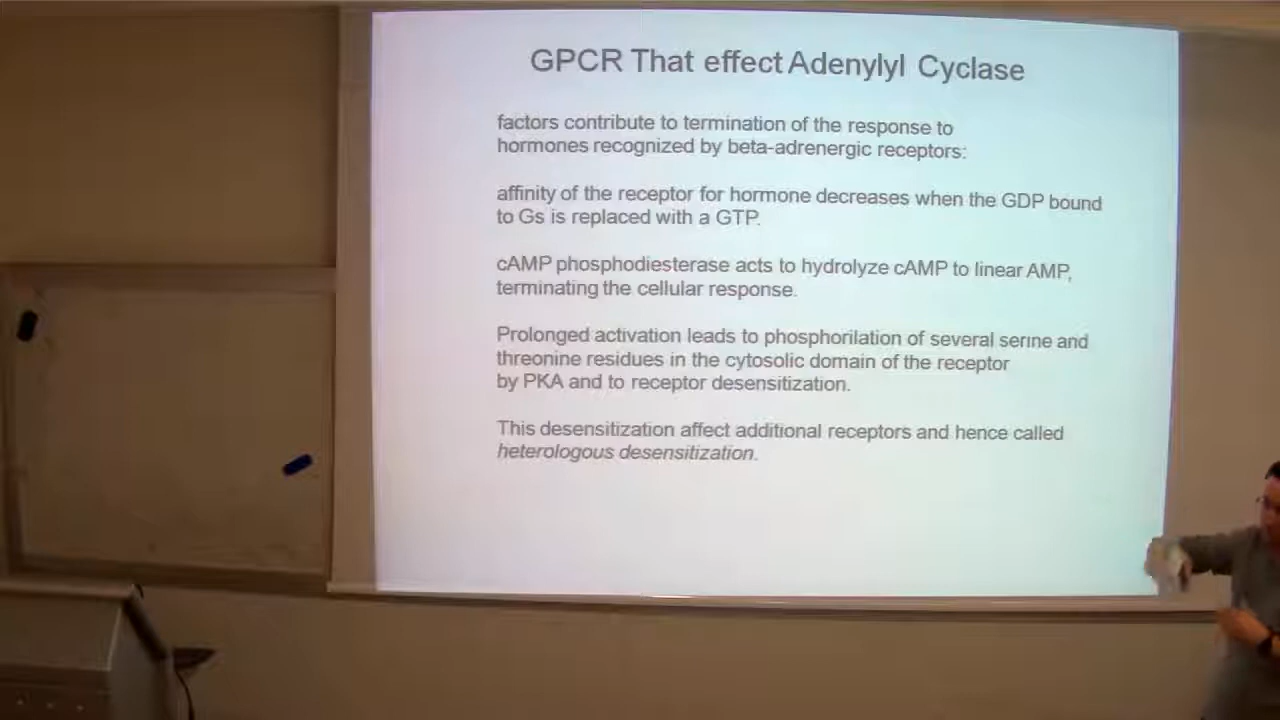 GPCR That effect Adenylyl Cyclase
factors contribute to termination of the response to
hormones recognized by beta-adrenergic receptors:
affinity of the receptor for hormone decreases when the GDP bound
to Gs is replaced with a GTP.
cAMP phosphodiesterase acts to hydrolyze cAMP to linear AMP,
terminating the cellular response.
Prolonged activation leads to phosphorilation of several serine and
threonine residues in the cytosolic domain of the receptor
by PKA and to receptor desensitization.
This desensitization affect additional receptors and hence called
heterologous desensitization.